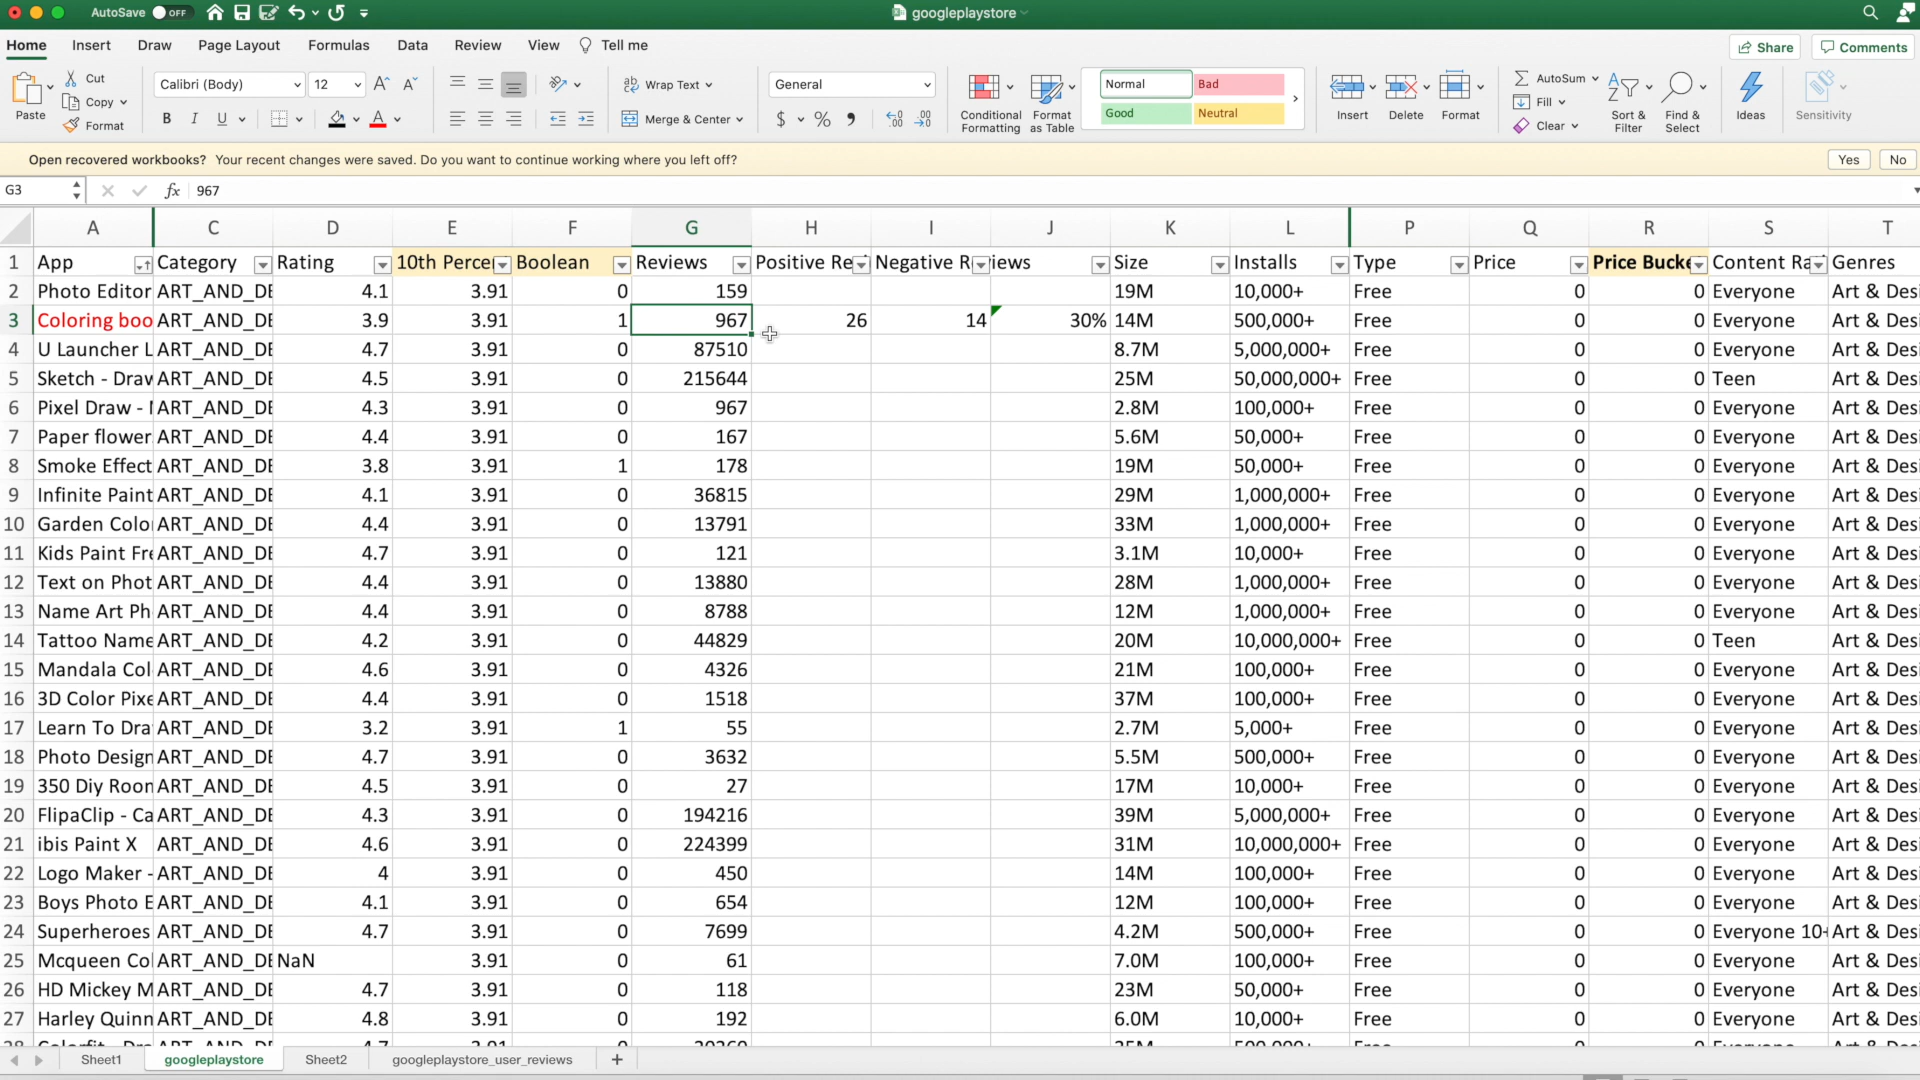 AutoSave OFF googleplaystore
Home Insert Draw Page Layout Formulas Data Review View Tell me Share Comments
Paste Cut Copy Format
Calibri (Body) 12 A A
B I U A
Wrap Text
Merge & Center
General
$ %
Conditional Formatting
Format as Table
Normal Bad
Good Neutral
Insert Delete Format
AutoSum
Fill
Clear
Sort & Filter
Find & Select
Ideas
Sensitivity
Open recovered workbooks? Your recent changes were saved. Do you want to continue working where you left off? Yes No
G3 fx 967
A C D E F G H I J K L P Q R S T
1 App Category Rating 10th Percei Boolean Reviews Positive Re Negative R iews Size Installs Type Price Price Bucke Content Ra Genres
2 Photo Editor ART_AND_DE 4.1 3.91 0 159 19M 10,000+ Free 0 0 Everyone Art & Desi
3 Coloring boo ART_AND_DE 3.9 3.91 1 967 26 14 30% 14M 500,000+ Free 0 0 Everyone Art & Desi
4 U Launcher L ART_AND_DE 4.7 3.91 0 87510 8.7M 5,000,000+ Free 0 0 Everyone Art & Desi
5 Sketch - Draw ART_AND_DE 4.5 3.91 0 215644 25M 50,000,000+ Free 0 0 Teen Art & Desi
6 Pixel Draw - ART_AND_DE 4.3 3.91 0 967 2.8M 100,000+ Free 0 0 Everyone Art & Desi
7 Paper flower ART_AND_DE 4.4 3.91 0 167 5.6M 50,000+ Free 0 0 Everyone Art & Desi
8 Smoke Effect ART_AND_DE 3.8 3.91 1 178 19M 50,000+ Free 0 0 Everyone Art & Desi
9 Infinite Paint ART_AND_DE 4.1 3.91 0 36815 29M 1,000,000+ Free 0 0 Everyone Art & Desi
10 Garden Colo ART_AND_DE 4.4 3.91 0 13791 33M 1,000,000+ Free 0 0 Everyone Art & Desi
11 Kids Paint Fre ART_AND_DE 4.7 3.91 0 121 3.1M 10,000+ Free 0 0 Everyone Art & Desi
12 Text on Phot ART_AND_DE 4.4 3.91 0 13880 28M 1,000,000+ Free 0 0 Everyone Art & Desi
13 Name Art Ph ART_AND_DE 4.4 3.91 0 8788 12M 1,000,000+ Free 0 0 Everyone Art & Desi
14 Tattoo Name ART_AND_DE 4.2 3.91 0 44829 20M 10,000,000+ Free 0 0 Teen Art & Desi
15 Mandala Col ART_AND_DE 4.6 3.91 0 4326 21M 100,000+ Free 0 0 Everyone Art & Desi
16 3D Color Pixe ART_AND_DE 4.4 3.91 0 1518 37M 100,000+ Free 0 0 Everyone Art & Desi
17 Learn To Dra ART_AND_DE 3.2 3.91 1 55 2.7M 5,000+ Free 0 0 Everyone Art & Desi
18 Photo Design ART_AND_DE 4.7 3.91 0 3632 5.5M 500,000+ Free 0 0 Everyone Art & Desi
19 350 Diy Roon ART_AND_DE 4.5 3.91 0 27 17M 10,000+ Free 0 0 Everyone Art & Desi
20 FlipaClip - Ca ART_AND_DE 4.3 3.91 0 194216 39M 5,000,000+ Free 0 0 Everyone Art & Desi
21 ibis Paint X ART_AND_DE 4.6 3.91 0 224399 31M 10,000,000+ Free 0 0 Everyone Art & Desi
22 Logo Maker - ART_AND_DE 4 3.91 0 450 14M 100,000+ Free 0 0 Everyone Art & Desi
23 Boys Photo E ART_AND_DE 4.1 3.91 0 654 12M 100,000+ Free 0 0 Everyone Art & Desi
24 Superheroes ART_AND_DE 4.7 3.91 0 7699 4.2M 500,000+ Free 0 0 Everyone 10+ Art & Desi
25 Mcqueen Col ART_AND_DE NaN 3.91 0 61 7.0M 100,000+ Free 0 0 Everyone Art & Desi
26 HD Mickey M ART_AND_DE 4.7 3.91 0 118 23M 50,000+ Free 0 0 Everyone Art & Desi
27 Harley Quinn ART_AND_DE 4.8 3.91 0 192 6.0M 10,000+ Free 0 0 Everyone Art & Desi
Sheet1 googleplaystore Sheet2 googleplaystore_user_reviews +